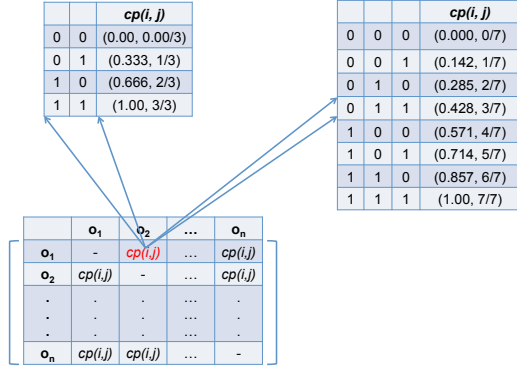 cp(i, j)
0 0 (0.00, 0.00/3)
0 1 (0.333, 1/3)
1 0 (0.666, 2/3)
1 1 (1.00, 3/3)
cp(i, j)
0 0 0 (0.000, 0/7)
0 0 1 (0.142, 1/7)
0 1 0 (0.285, 2/7)
0 1 1 (0.428, 3/7)
1 0 0 (0.571, 4/7)
1 0 1 (0.714, 5/7)
1 1 0 (0.857, 6/7)
1 1 1 (1.00, 7/7)
o1 o2 ... on
o1 - cp(i,j) ... cp(i,j)
o2 cp(i,j) - ... cp(i,j)
. . . ... .
. . . ... .
. . . ... .
on cp(i,j) cp(i,j) ... -